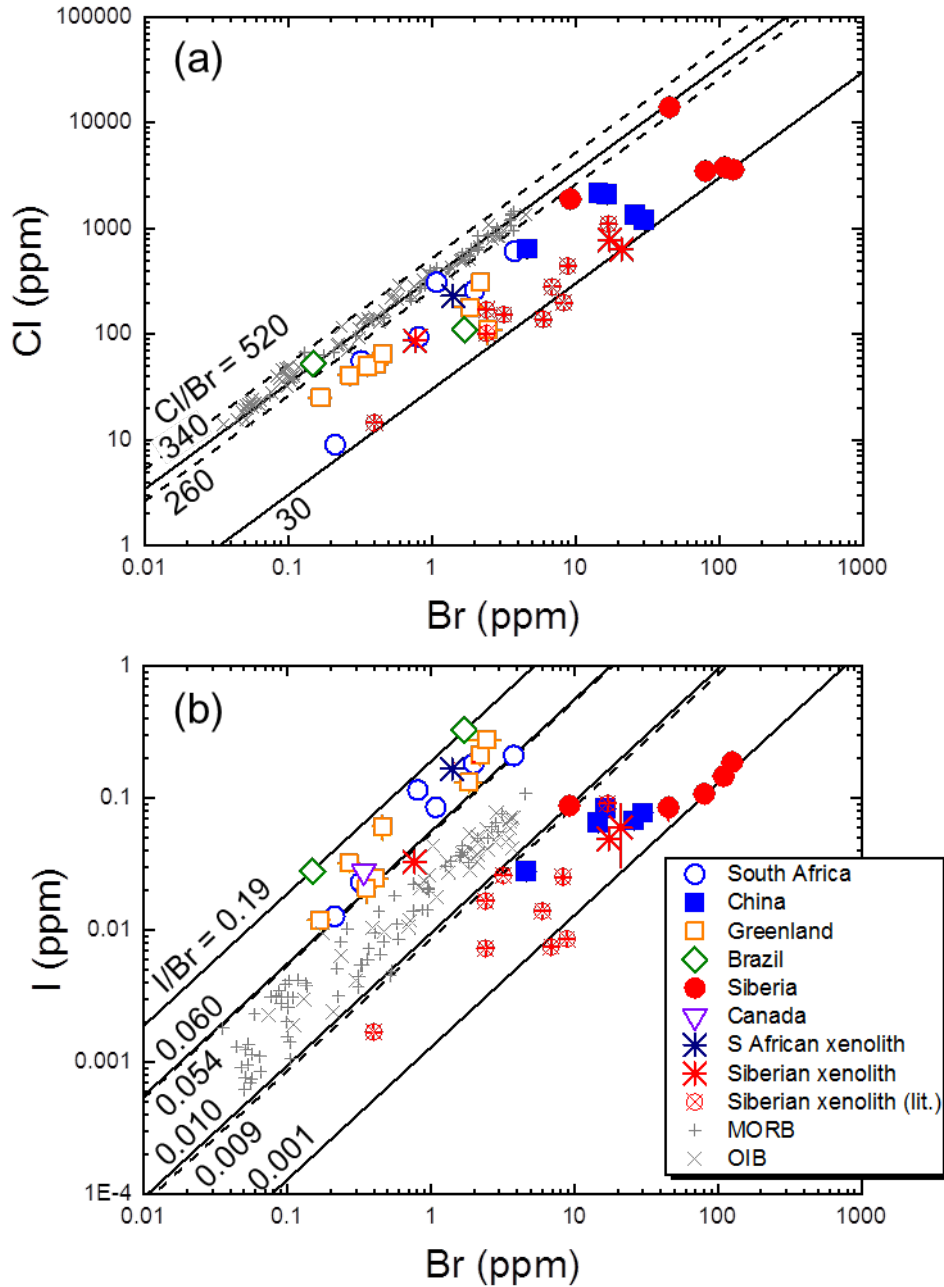 (a)
100000
10000
1000
100
10
1
Cl (ppm)
Cl/Br = 520
340
260
30
0.01 0.1 1 10 100 1000
Br (ppm)
(b)
1
0.1
0.01
0.001
1E-4
I (ppm)
I/Br = 0.19
0.060
0.054
0.010
0.009
0.001
South Africa
China
Greenland
Brazil
Siberia
Canada
S African xenolith
Siberian xenolith
Siberian xenolith (lit.)
MORB
OIB
0.01 0.1 1 10 100 1000
Br (ppm)